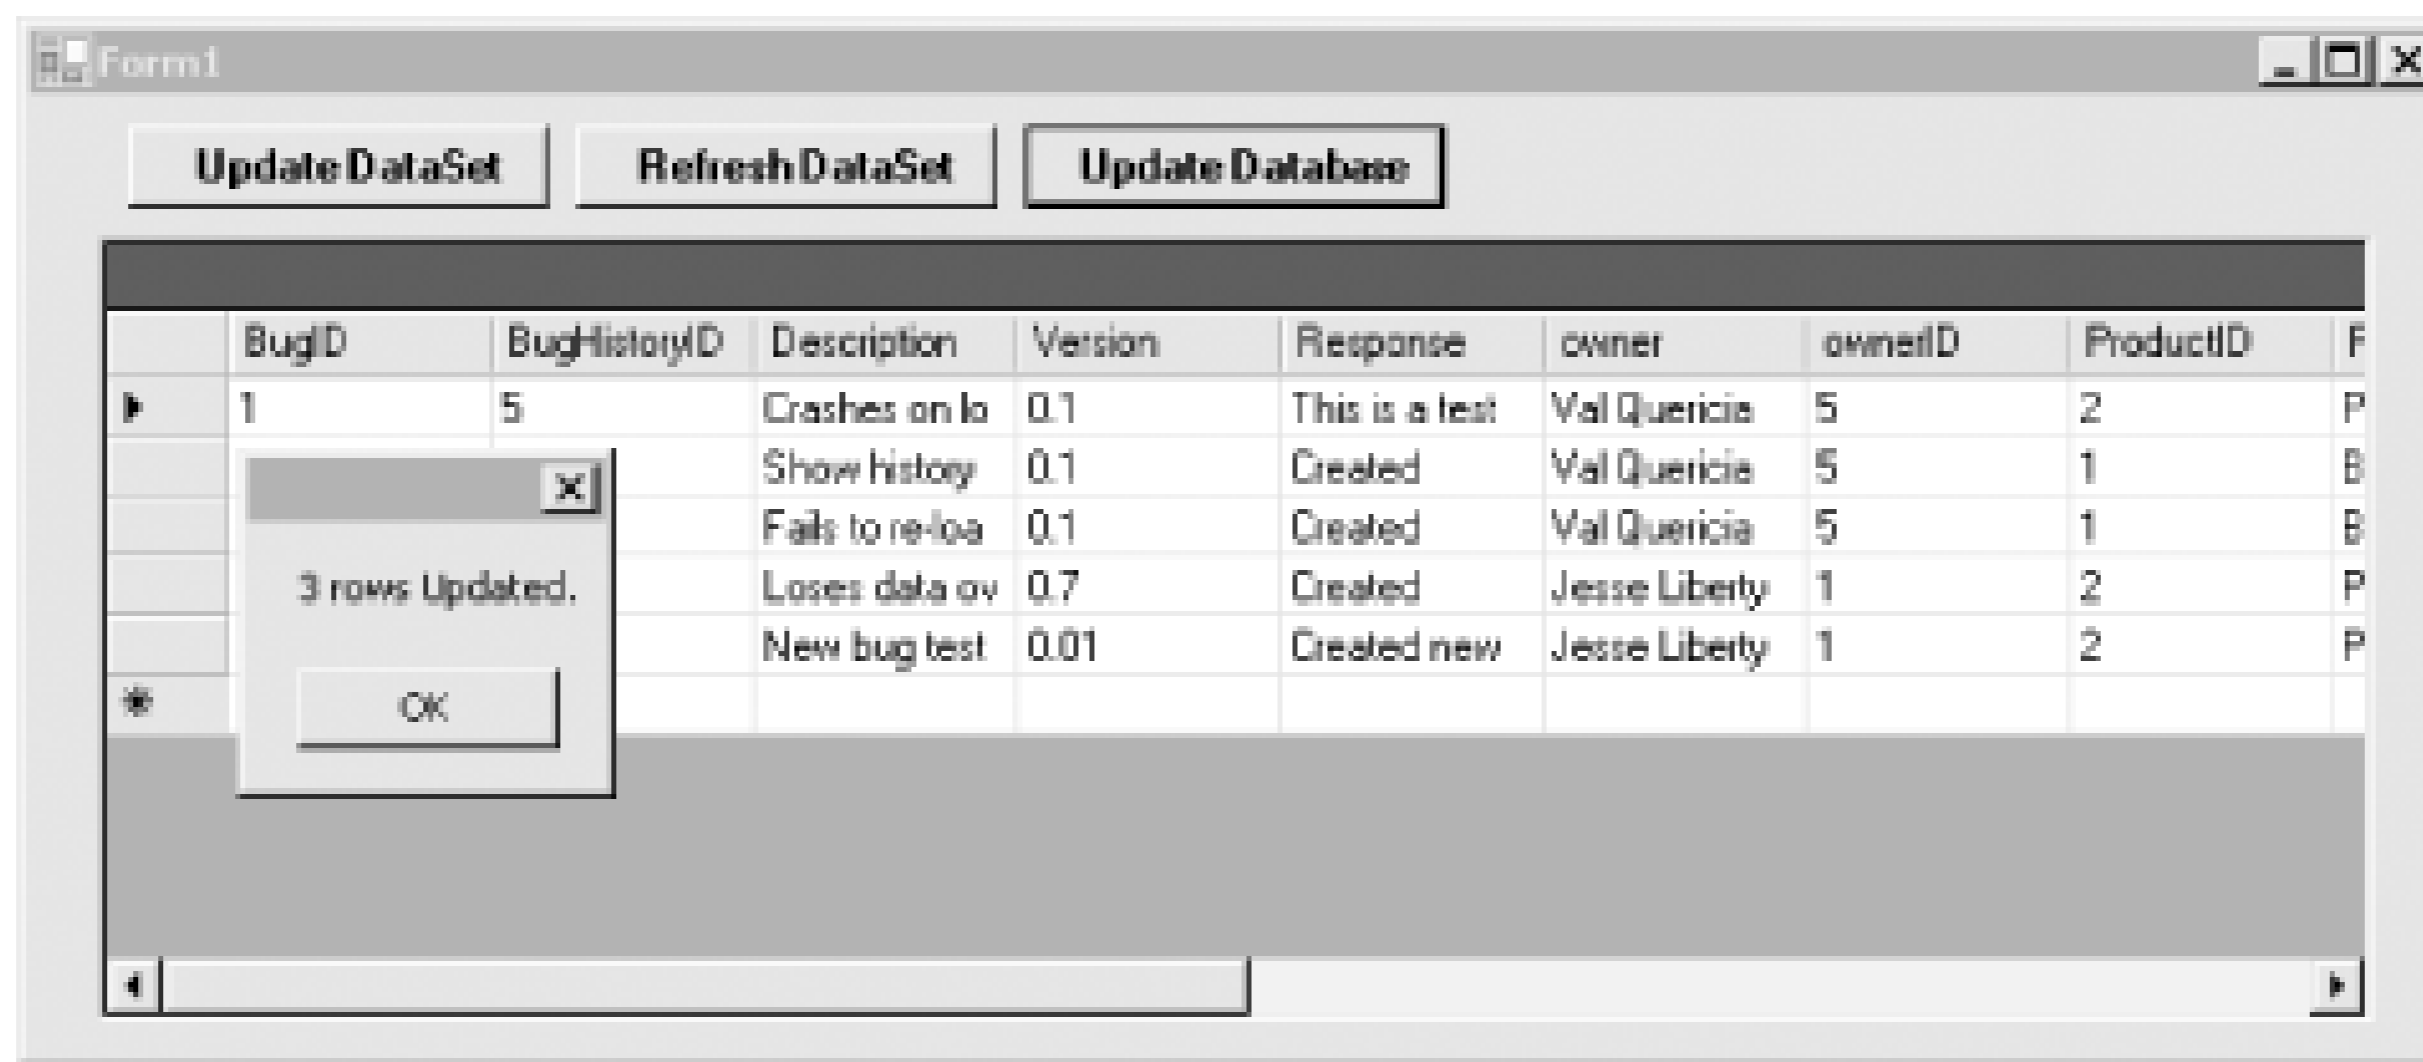 Form1
Update DataSet Refresh DataSet Update Database
BugID BugHistoryID Description Version Response owner ownerID ProductID P
1 5 Crashes on lo 0.1 This is a test Val Quericia 5 2 P
Show history 0.1 Created Val Quericia 5 1 B
Fails to re-loa 0.1 Created Val Quericia 5 1 B
3 rows Updated.
Loses data ov 0.7 Created Jesse Liberty 1 2 P
New bug test 0.01 Created new Jesse Liberty 1 2 P
OK